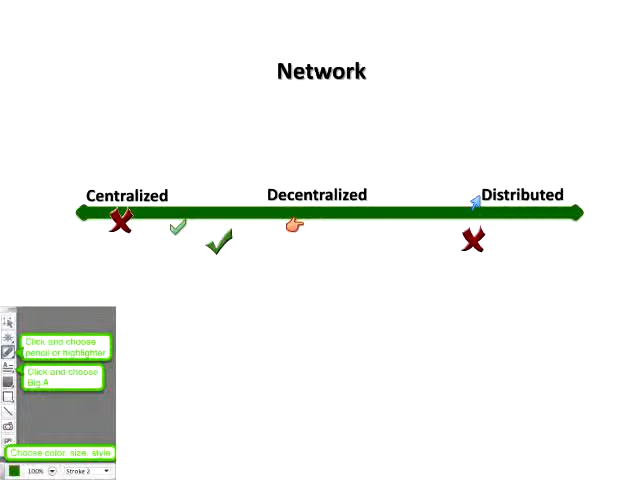 Network
Centralized
Decentralized
Distributed
Click and choose
pencil or highlighter
Click and choose
Big A
Choose color, size, style
100%
Stroke 2